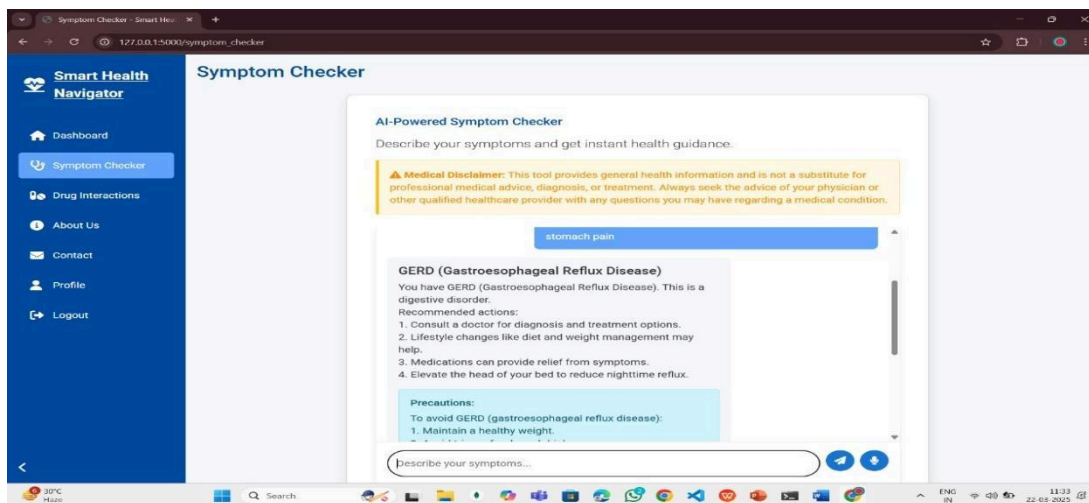 Symptom Checker - Smart Hea
127.0.0.1:5000/symptom_checker
Smart Health
Navigator
Dashboard
Symptom Checker
Drug Interactions
About Us
Contact
Profile
Logout
Symptom Checker
AI-Powered Symptom Checker
Describe your symptoms and get instant health guidance.
Medical Disclaimer: This tool provides general health information and is not a substitute for
professional medical advice, diagnosis, or treatment. Always seek the advice of your physician or
other qualified healthcare provider with any questions you may have regarding a medical condition.
stomach pain
GERD (Gastroesophageal Reflux Disease)
You have GERD (Gastroesophageal Reflux Disease). This is a
digestive disorder.
Recommended actions:
1. Consult a doctor for diagnosis and treatment options.
2. Lifestyle changes like diet and weight management may
help.
3. Medications can provide relief from symptoms.
4. Elevate the head of your bed to reduce nighttime reflux.
Precautions:
To avoid GERD (gastroesophageal reflux disease):
1. Maintain a healthy weight.
Describe your symptoms...
30°C
Haze
Search
ENG
IN
11:33
22-03-2025